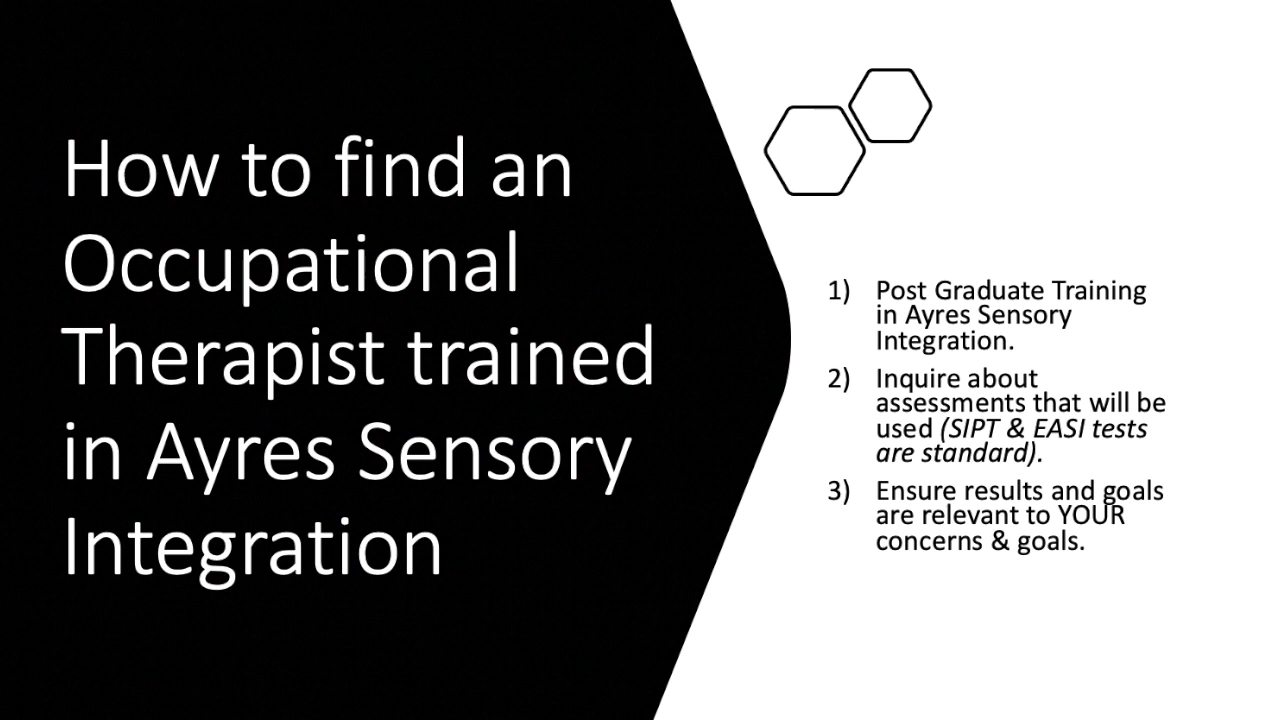 How to find an
Occupational
Therapist trained
in Ayres Sensory
Integration
1) Post Graduate Training
in Ayres Sensory
Integration.
2) Inquire about
assessments that will be
used (SIPT & EASI tests
are standard).
3) Ensure results and goals
are relevant to YOUR
concerns & goals.